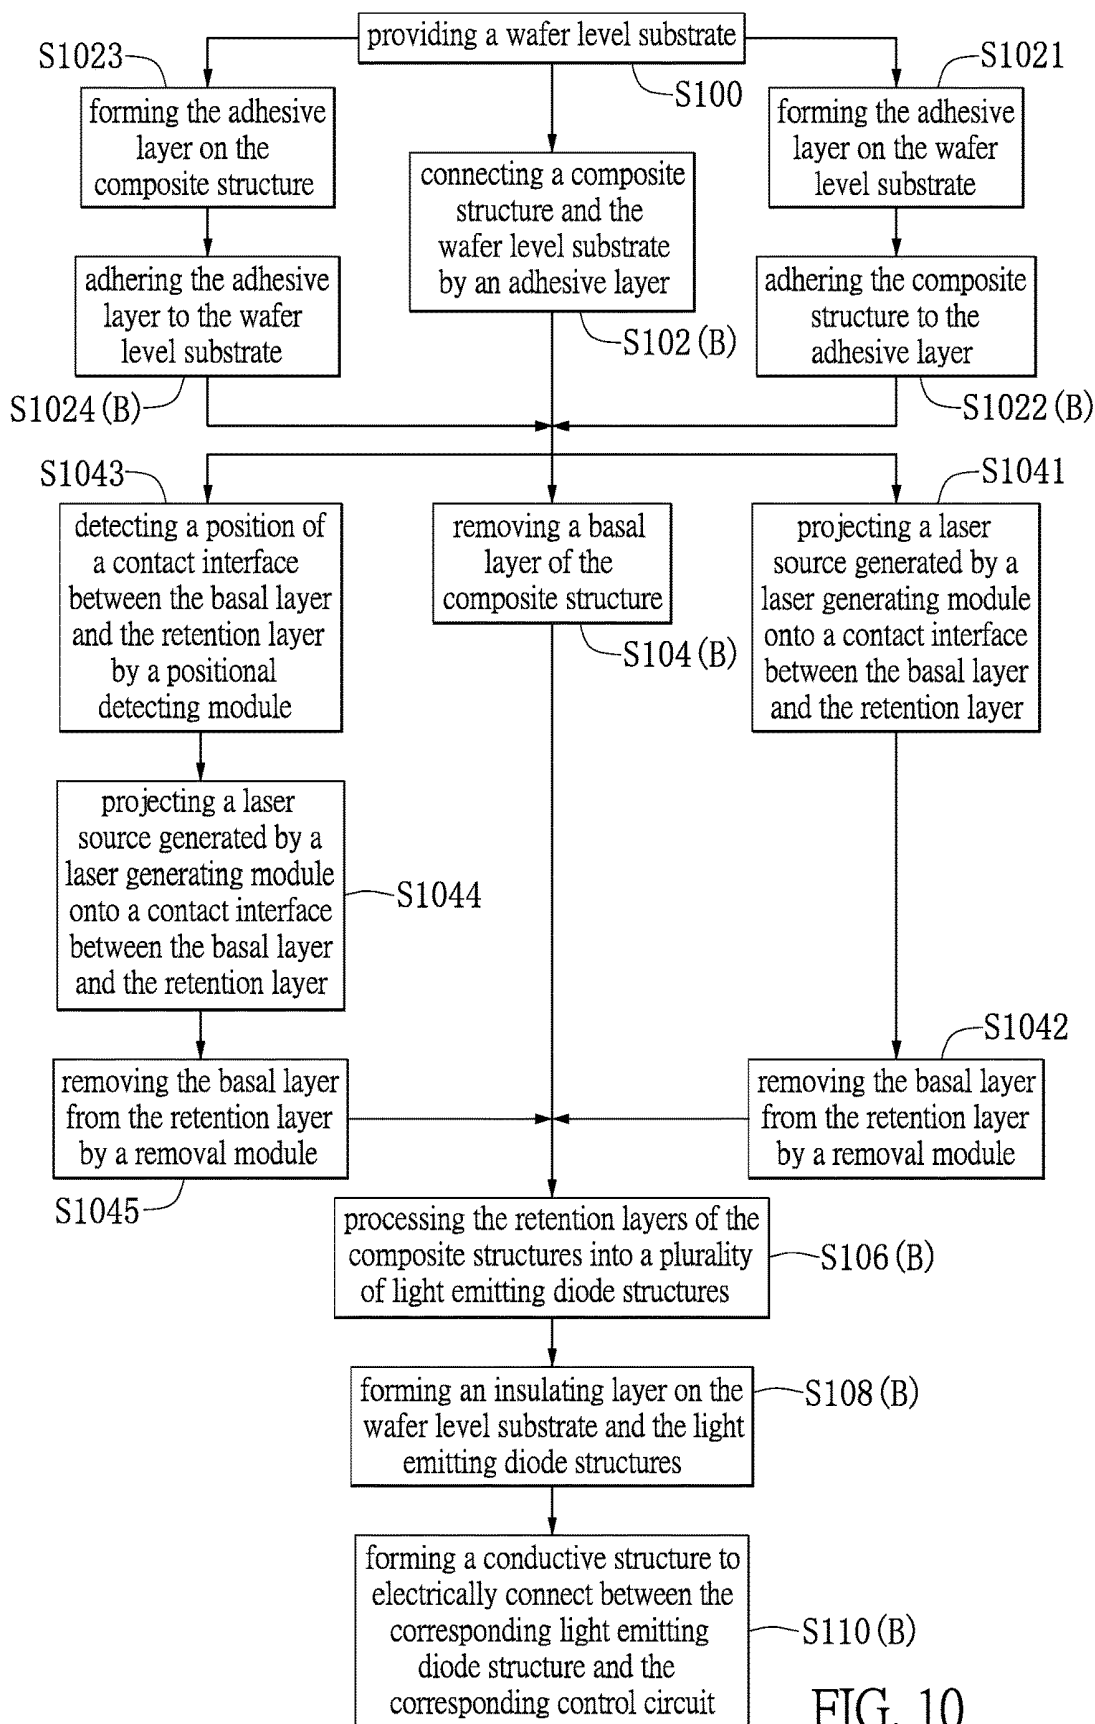 providing a wafer level substrate
S100
S1023
forming the adhesive
layer on the
composite structure
adhering the adhesive
layer to the wafer
level substrate
S1024 (B)
connecting a composite
structure and the
wafer level substrate
by an adhesive layer
S102 (B)
S1021
forming the adhesive
layer on the wafer
level substrate
adhering the composite
structure to the
adhesive layer
S1022 (B)
S1043
detecting a position of
a contact interface
between the basal layer
and the retention layer
by a positional
detecting module
projecting a laser
source generated by a
laser generating module
onto a contact interface
between the basal layer
and the retention layer
S1044
removing the basal layer
from the retention layer
by a removal module
S1045
removing a basal
layer of the
composite structure
S104 (B)
S1041
projecting a laser
source generated by a
laser generating module
onto a contact interface
between the basal layer
and the retention layer
S1042
removing the basal layer
from the retention layer
by a removal module
processing the retention layers of the
composite structures into a plurality
of light emitting diode structures
S106 (B)
forming an insulating layer on the
wafer level substrate and the light
emitting diode structures
S108 (B)
forming a conductive structure to
electrically connect between the
corresponding light emitting
diode structure and the
corresponding control circuit
S110 (B)
FIG. 10